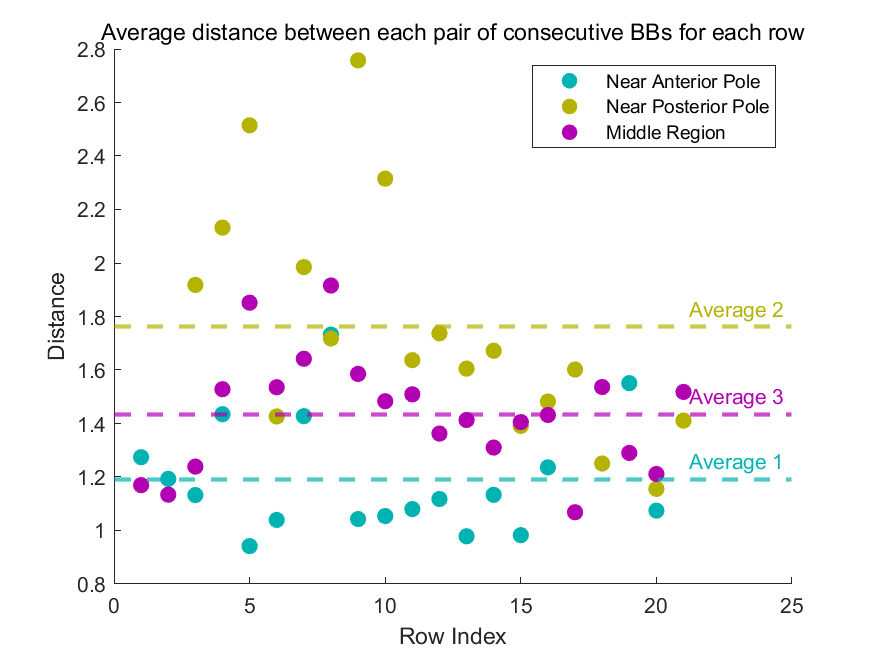 Average distance between each pair of consecutive BBs for each row
2.8
2.6
2.4
2.2
2
1.8
1.6
1.4
1.2
1
0.8
Distance
Near Anterior Pole
Near Posterior Pole
Middle Region
Average 2
Average 3
Average 1
0 5 10 15 20 25
Row Index